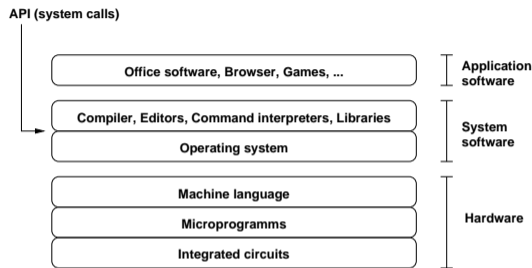 API (system calls)
Office software, Browser, Games, ...
Application
software
Compiler, Editors, Command interpreters, Libraries
Operating system
System
software
Machine language
Microprogramms
Integrated circuits
Hardware